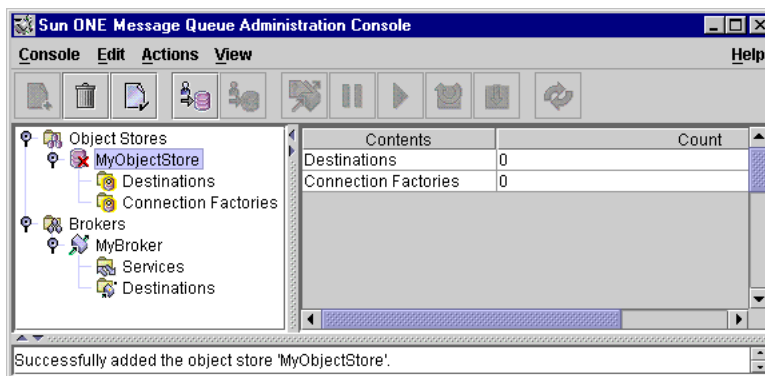 Sun ONE Message Queue Administration Console
Console Edit Actions View Help
Object Stores
MyObjectStore
Destinations
Connection Factories
Brokers
MyBroker
Services
Destinations
Contents Count
Destinations 0
Connection Factories 0
Successfully added the object store 'MyObjectStore'.